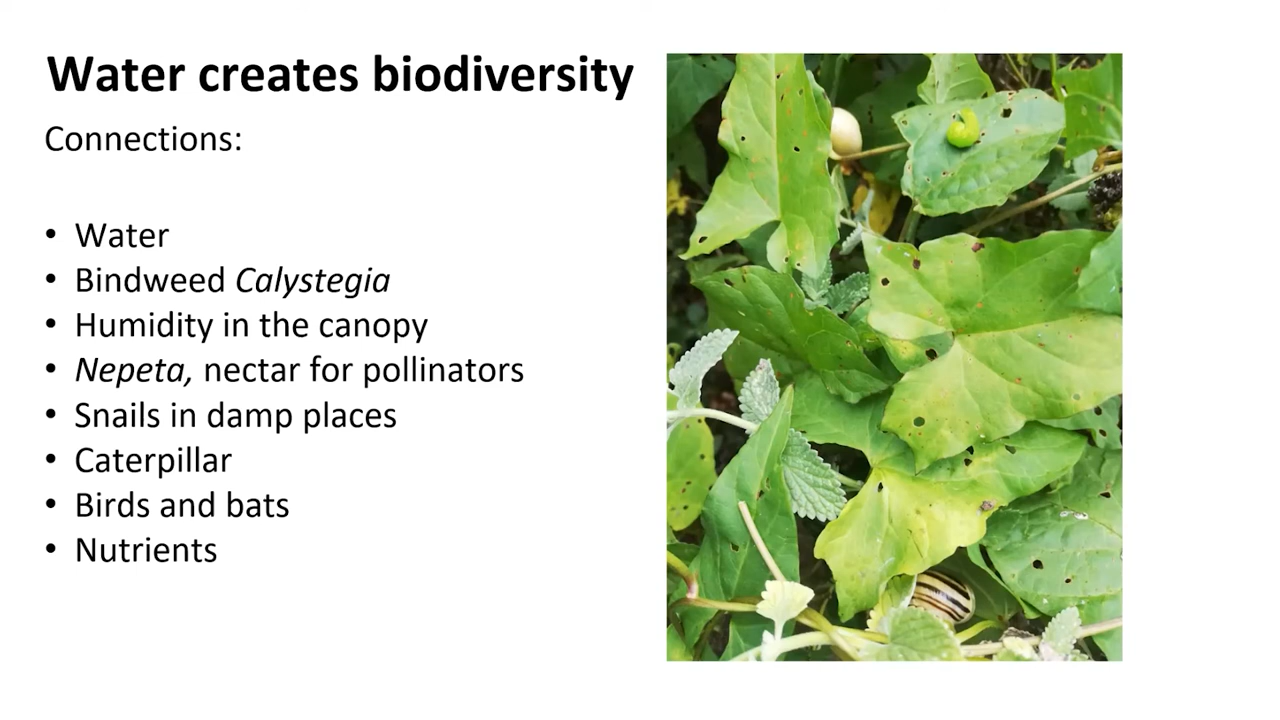 Water creates biodiversity
Connections:
• Water
• Bindweed Calystegia
• Humidity in the canopy
• Nepeta, nectar for pollinators
• Snails in damp places
• Caterpillar
• Birds and bats
• Nutrients